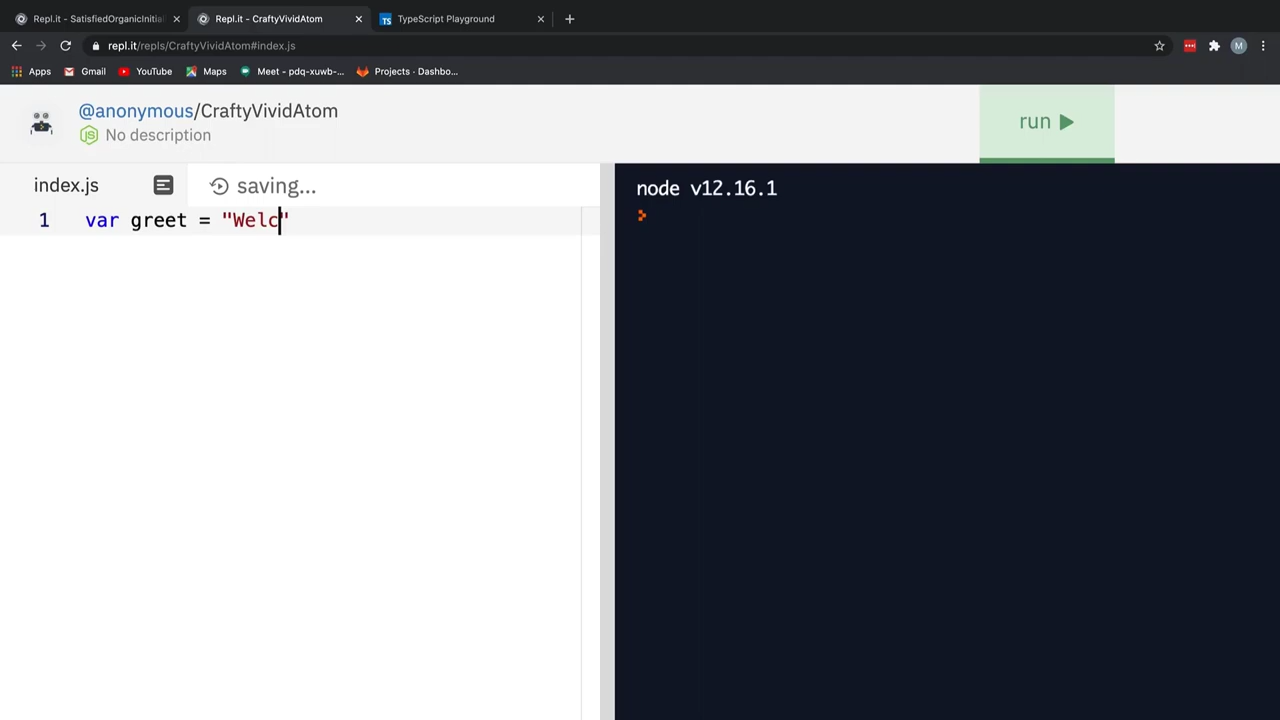 Repl.it - SatisfiedOrganicInitial
Repl.it - CraftyVividAtom
TS TypeScript Playground
repl.it/repls/CraftyVividAtom#index.js
M
Apps Gmail YouTube Maps Meet - pdq-xuwb-... Projects · Dashbo...
@anonymous/CraftyVividAtom
JS No description
run
index.js
saving...
node v12.16.1
1 var greet = "Welc"